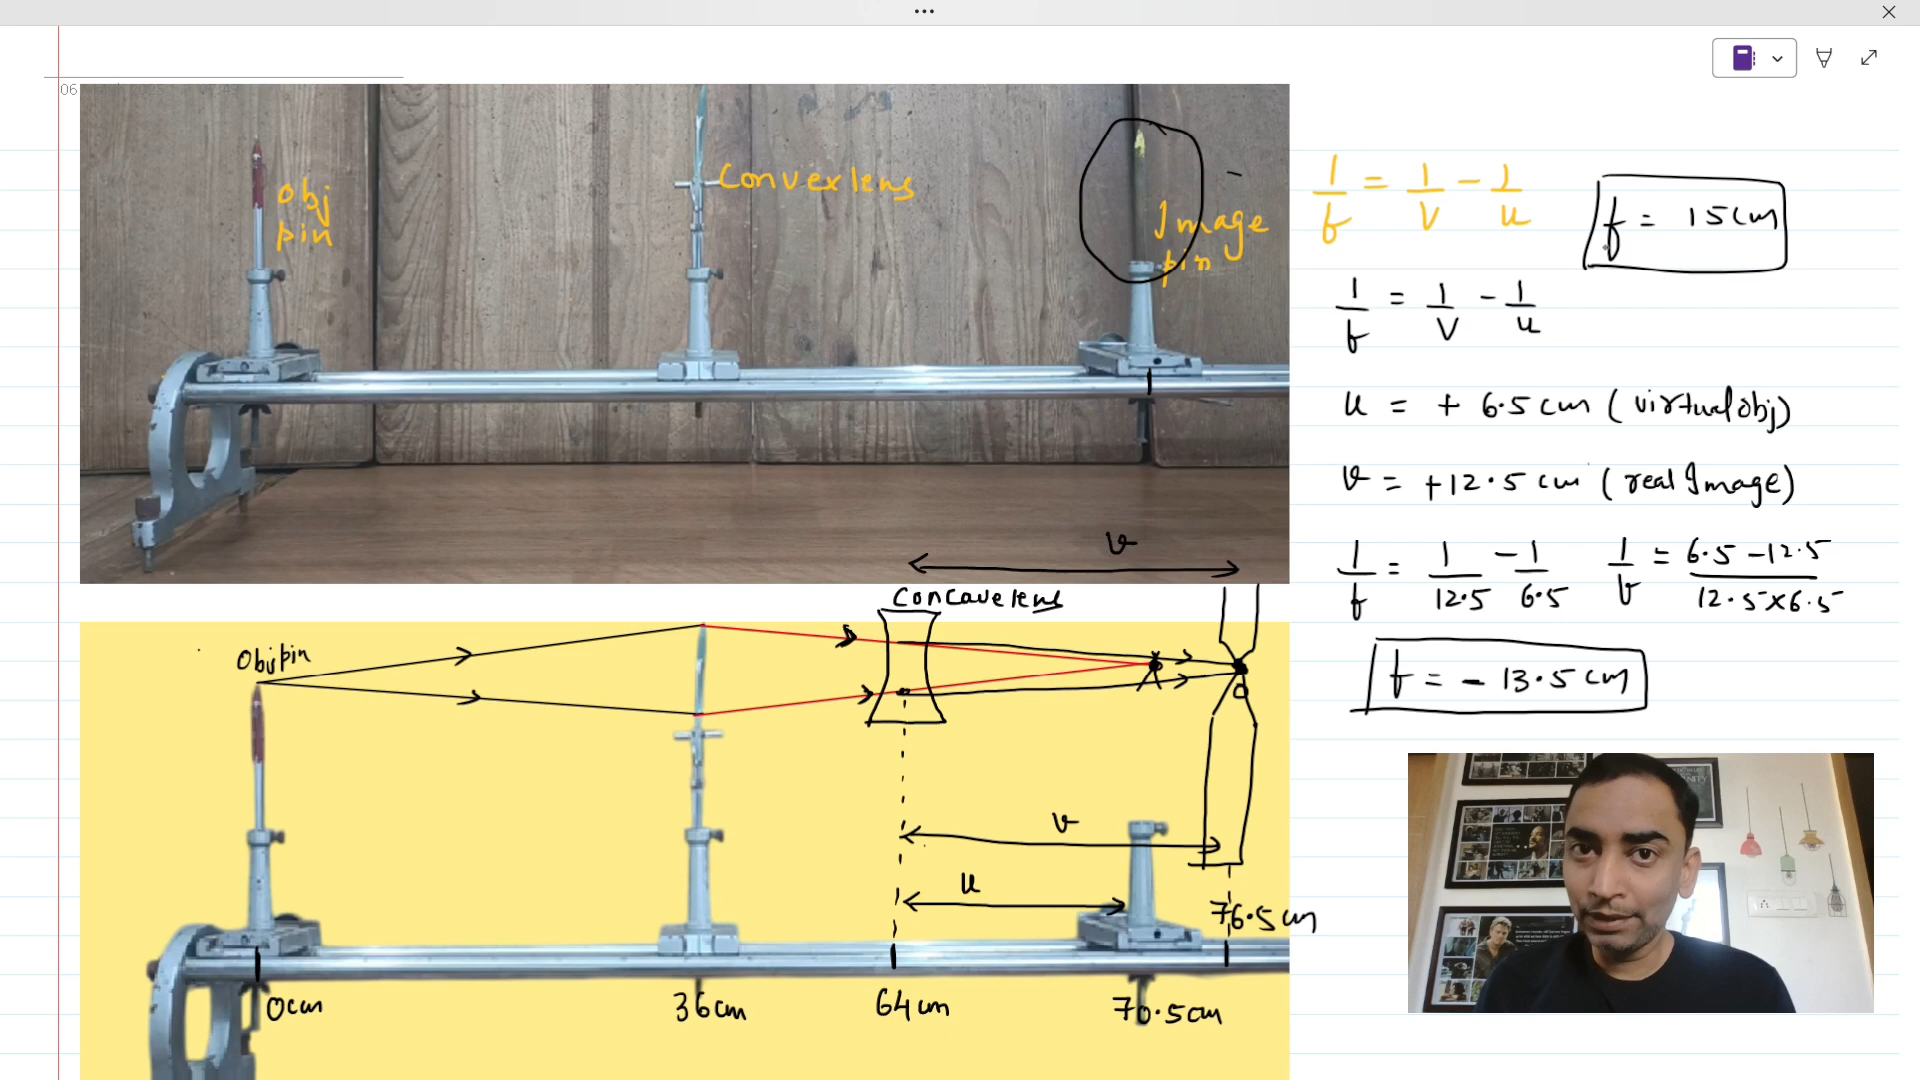 06
obj
pin
Convex lens
Image
pin
v
Concave lens
Obj pin
v
u
76.5 cm
0cm
36cm
64cm
70.5cm
1/f = 1/v - 1/u
f = 15cm
1/f = 1/v - 1/u
u = + 6.5 cm (virtual obj)
v = +12.5 cm (real Image)
1/f = 1/12.5 - 1/6.5
1/f = 6.5 - 12.5 / 12.5 x 6.5
f = - 13.5 cm